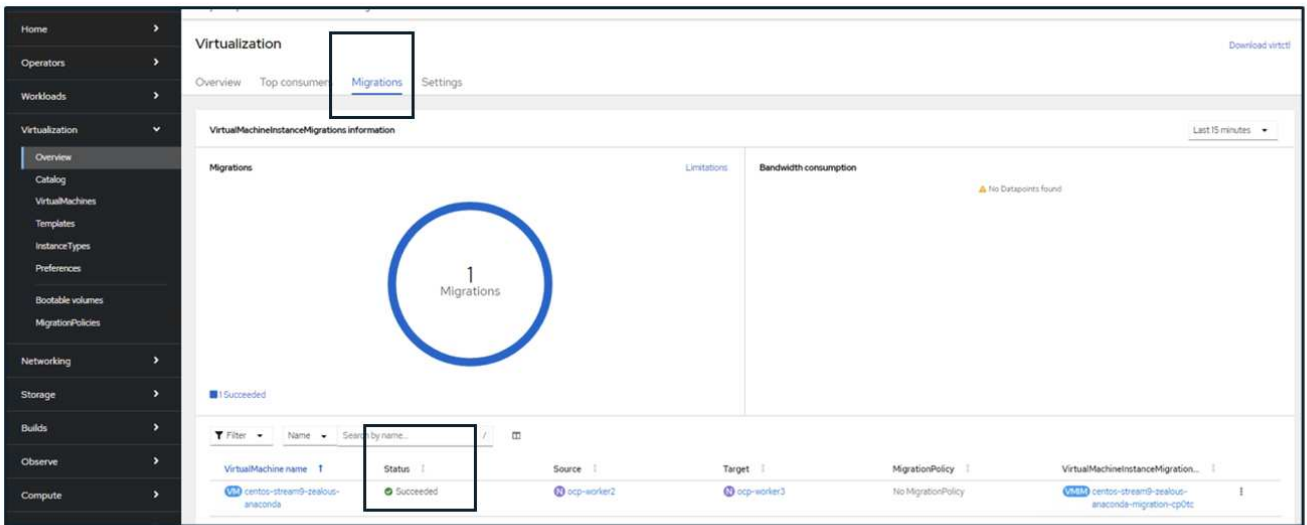 Home
Operators
Workloads
Virtualization
Overview
Catalog
VirtualMachines
Templates
InstanceTypes
Preferences
Bootable volumes
MigrationPolicies
Networking
Storage
Builds
Observe
Compute
Virtualization
Download virtctl
Overview Top consumers Migrations Settings
VirtualMachineInstanceMigrations information
Last 15 minutes
Migrations
Limitations
1
Migrations
1 Succeeded
Bandwidth consumption
No Datapoints found
Filter Name Search by name... /
VirtualMachine name Status Source Target MigrationPolicy VirtualMachineInstanceMigration...
VM centos-stream9-zealous-
anaconda
Succeeded
N ocp-worker2
N ocp-worker3
No MigrationPolicy
VMIM centos-stream9-zealous-
anaconda-migration-cp0tc